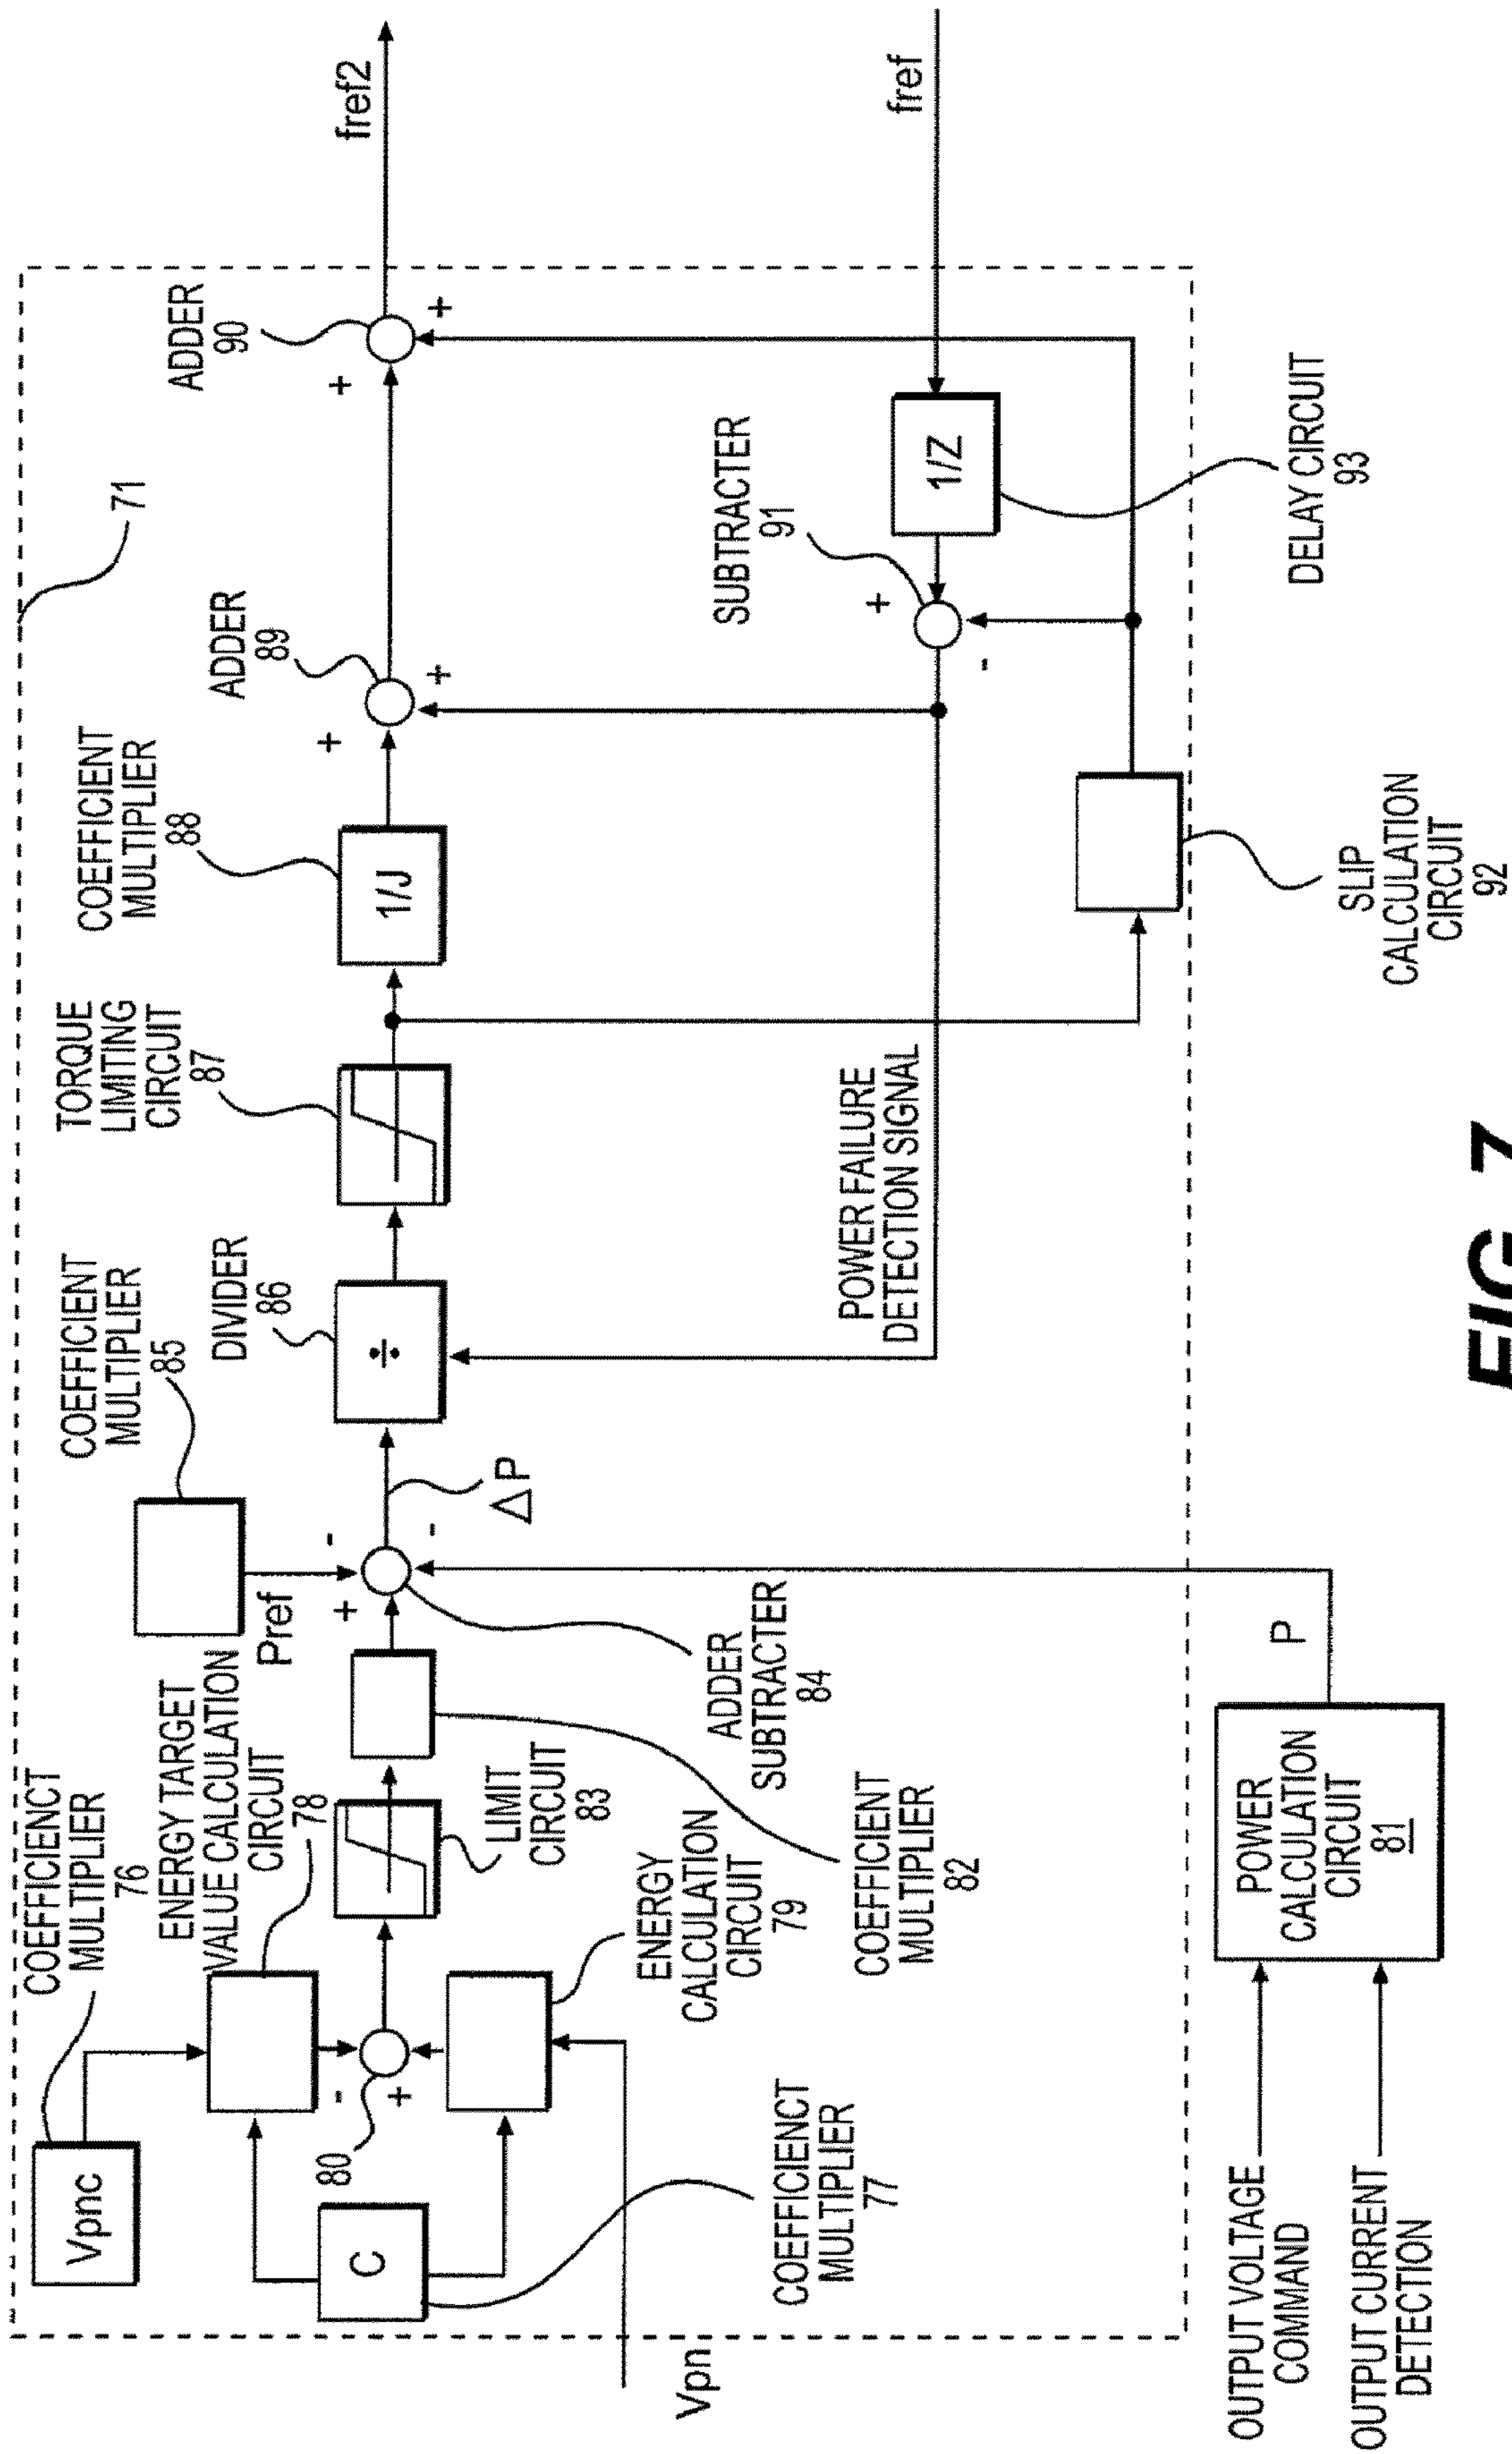 71
fref2
fref
ADDER
90
ADDER
89
SUBTRACTER
91
1/Z
DELAY CIRCUIT
93
COEFFICIENT
MULTIPLIER
88
1/J
SLIP
CALCULATION
CIRCUIT
92
TORQUE
LIMITING
CIRCUIT
87
POWER FAILURE
DETECTION SIGNAL
DIVIDER
86
÷
COEFFICIENT
MULTIPLIER
85
Pref
ΔP
+
-
-
ADDER
SUBTRACTER
84
P
COEFFICIENT
MULTIPLIER
82
LIMIT
CIRCUIT
83
ENERGY TARGET
VALUE CALCULATION
CIRCUIT
78
COEFFICIENCT
MULTIPLIER
76
Vpnc
ENERGY
CALCULATION
CIRCUIT
79
80
-
+
C
COEFFICIENCT
MULTIPLIER
77
Vpn
POWER
CALCULATION
CIRCUIT
81
OUTPUT VOLTAGE
COMMAND
OUTPUT CURRENT
DETECTION
+
+
+
+
+
-
FIG. 7